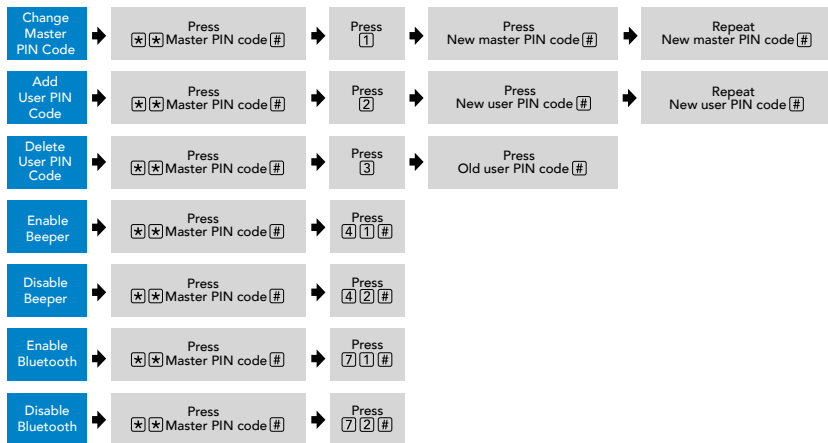 Change
Master
PIN Code
Press
**Master PIN code#
Press
1
Press
New master PIN code#
Repeat
New master PIN code#
Add
User PIN
Code
Press
**Master PIN code#
Press
2
Press
New user PIN code#
Repeat
New user PIN code#
Delete
User PIN
Code
Press
**Master PIN code#
Press
3
Press
Old user PIN code#
Enable
Beeper
Press
**Master PIN code#
Press
41#
Disable
Beeper
Press
**Master PIN code#
Press
42#
Enable
Bluetooth
Press
**Master PIN code#
Press
71#
Disable
Bluetooth
Press
**Master PIN code#
Press
72#